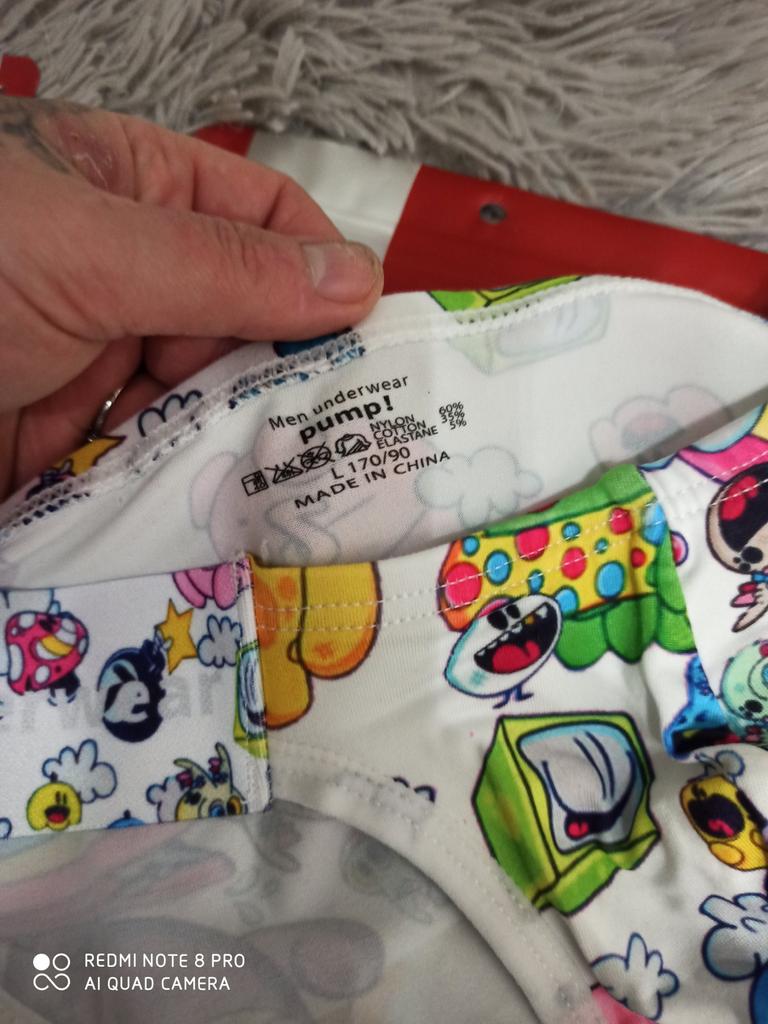 Men underwear
pump!
NYLON 60%
COTTON 35%
ELASTANE 5%
L 170/90
MADE IN CHINA
REDMI NOTE 8 PRO
AI QUAD CAMERA